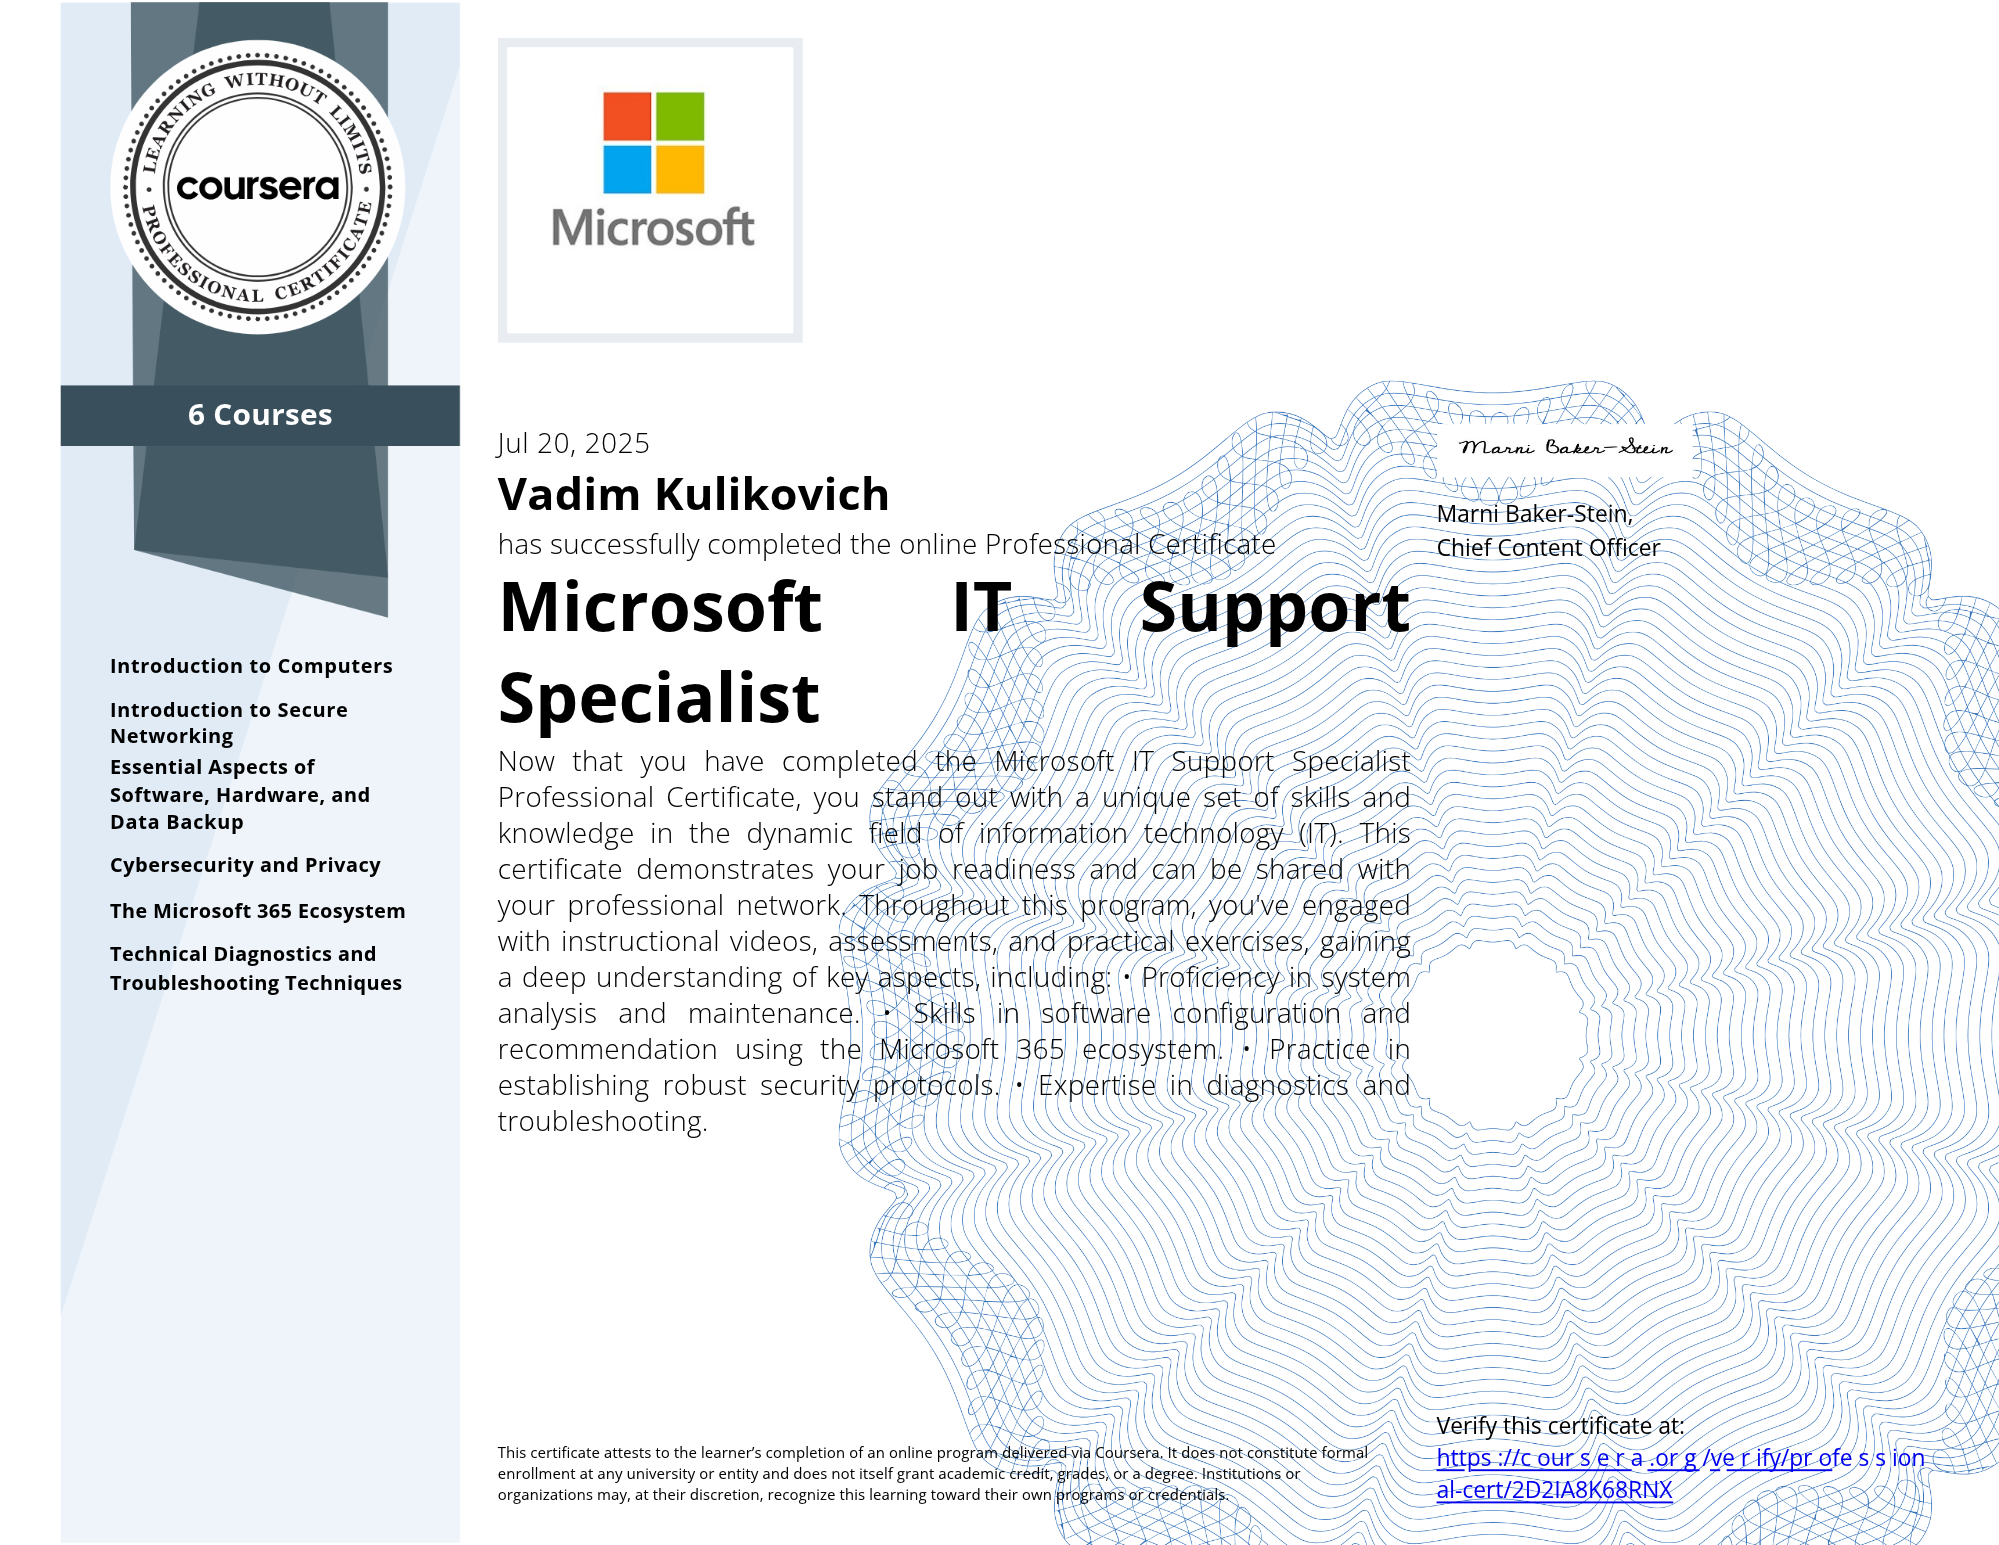 LEARNING WITHOUT LIMITS
coursera
PROFESSIONAL CERTIFICATE
6 Courses
Introduction to Computers
Introduction to Secure
Networking
Essential Aspects of
Software, Hardware, and
Data Backup
Cybersecurity and Privacy
The Microsoft 365 Ecosystem
Technical Diagnostics and
Troubleshooting Techniques
Microsoft
Jul 20, 2025
Vadim Kulikovich
has successfully completed the online Professional Certificate
Microsoft IT Support
Specialist
Now that you have completed the Microsoft IT Support Specialist
Professional Certificate, you stand out with a unique set of skills and
knowledge in the dynamic field of information technology (IT). This
certificate demonstrates your job readiness and can be shared with
your professional network. Throughout this program, you've engaged
with instructional videos, assessments, and practical exercises, gaining
a deep understanding of key aspects, including: • Proficiency in system
analysis and maintenance. • Skills in software configuration and
recommendation using the Microsoft 365 ecosystem. • Practice in
establishing robust security protocols. • Expertise in diagnostics and
troubleshooting.
This certificate attests to the learner’s completion of an online program delivered via Coursera. It does not constitute formal
enrollment at any university or entity and does not itself grant academic credit, grades, or a degree. Institutions or
organizations may, at their discretion, recognize this learning toward their own programs or credentials.
Marni Baker-Stein
Marni Baker-Stein,
Chief Content Officer
Verify this certificate at:
https://coursera.org/verify/profession
al-cert/2D2IA8K68RNX